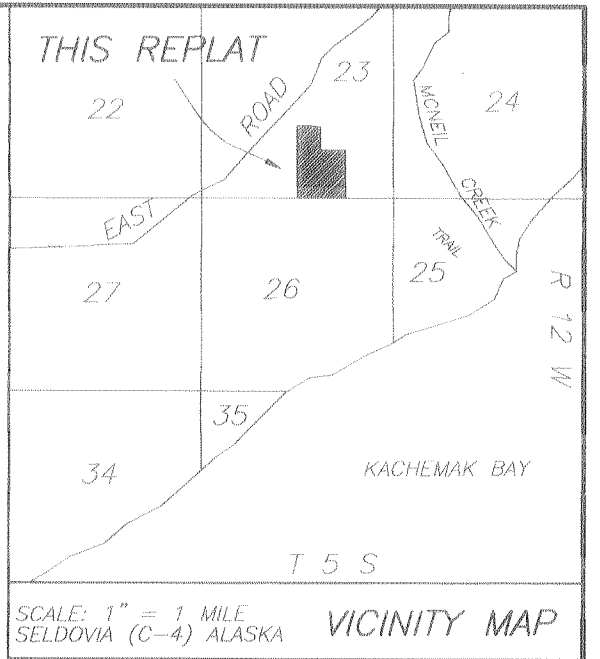 THIS REPLAT
23
22
24
ROAD
MCNEIL
CREEK
EAST
TRAIL
27
26
25
R 12 W
35
34
KACHEMAK BAY
T 5 S
SCALE: 1" = 1 MILE
SELDOVIA (C-4) ALASKA
VICINITY MAP